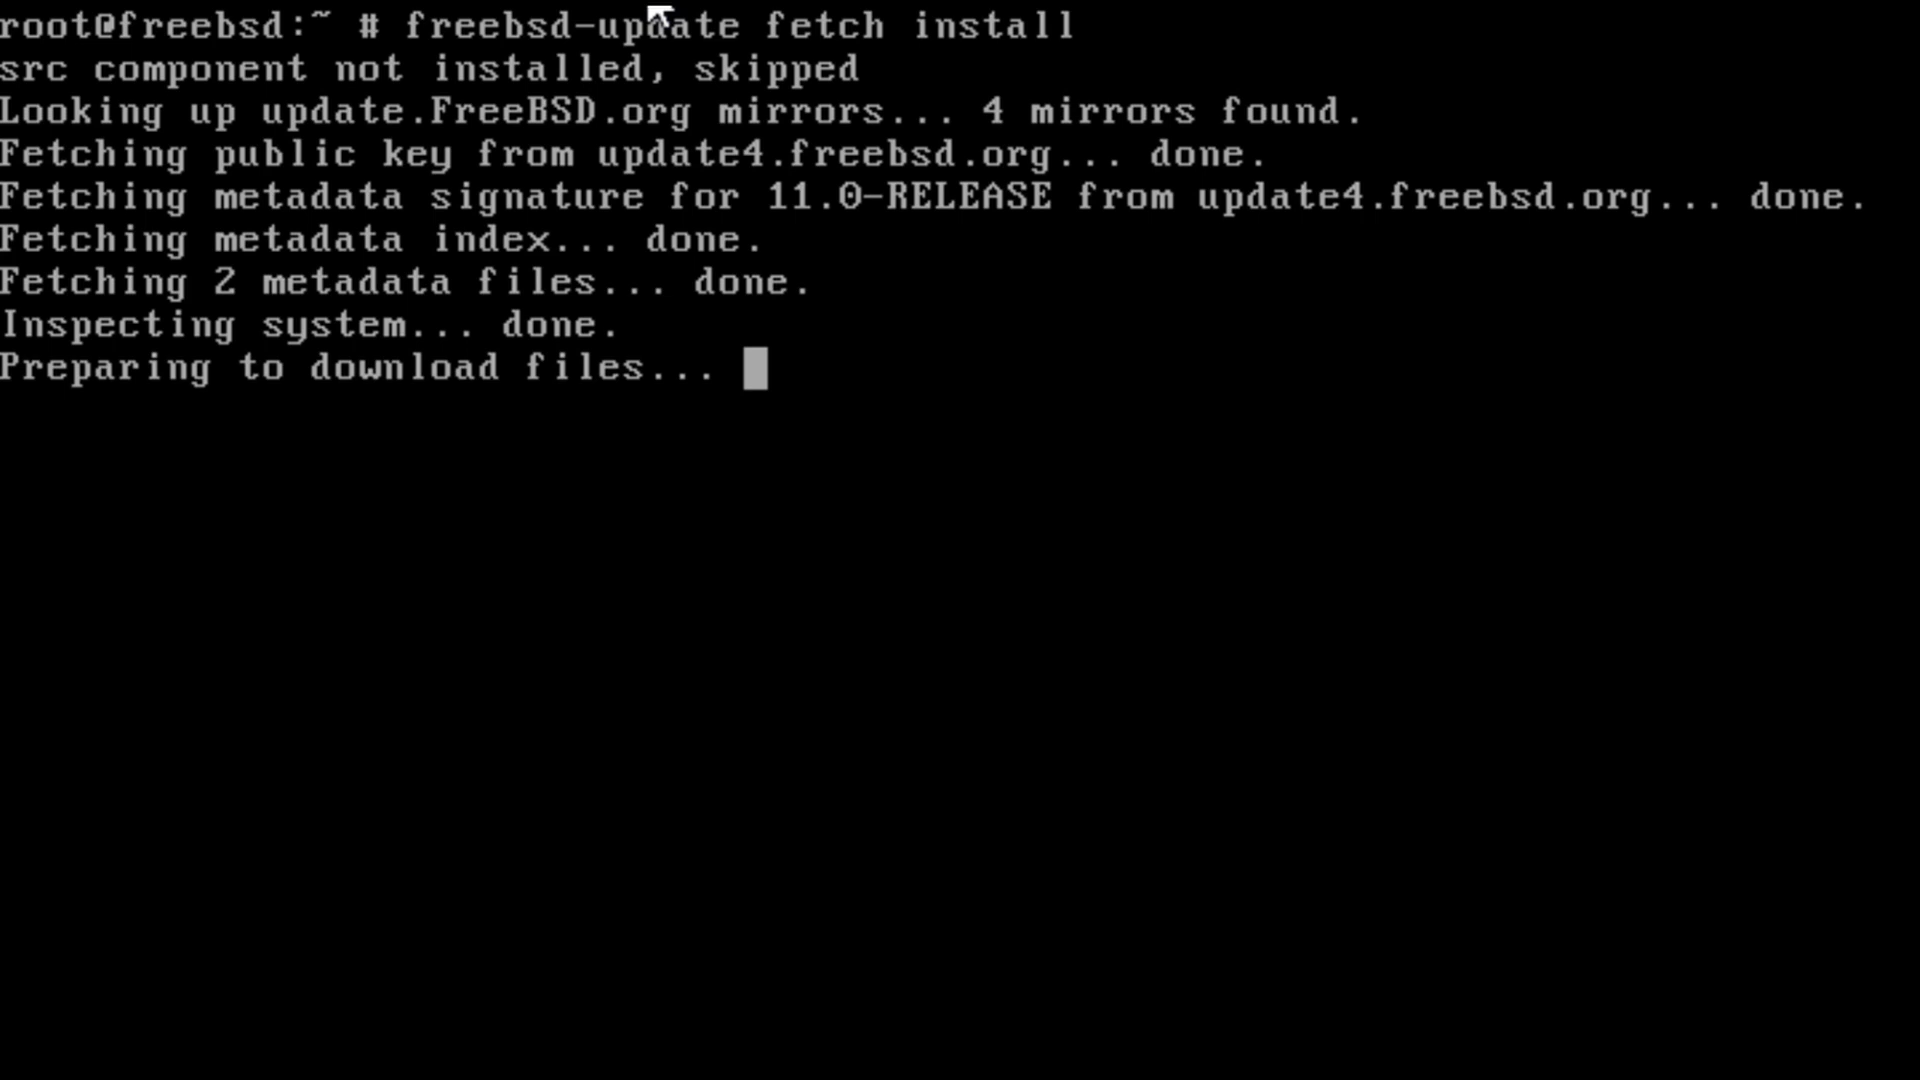 root@freebsd:~ # freebsd-update fetch install
src component not installed, skipped
Looking up update.FreeBSD.org mirrors... 4 mirrors found.
Fetching public key from update4.freebsd.org... done.
Fetching metadata signature for 11.0-RELEASE from update4.freebsd.org... done.
Fetching metadata index... done.
Fetching 2 metadata files... done.
Inspecting system... done.
Preparing to download files...